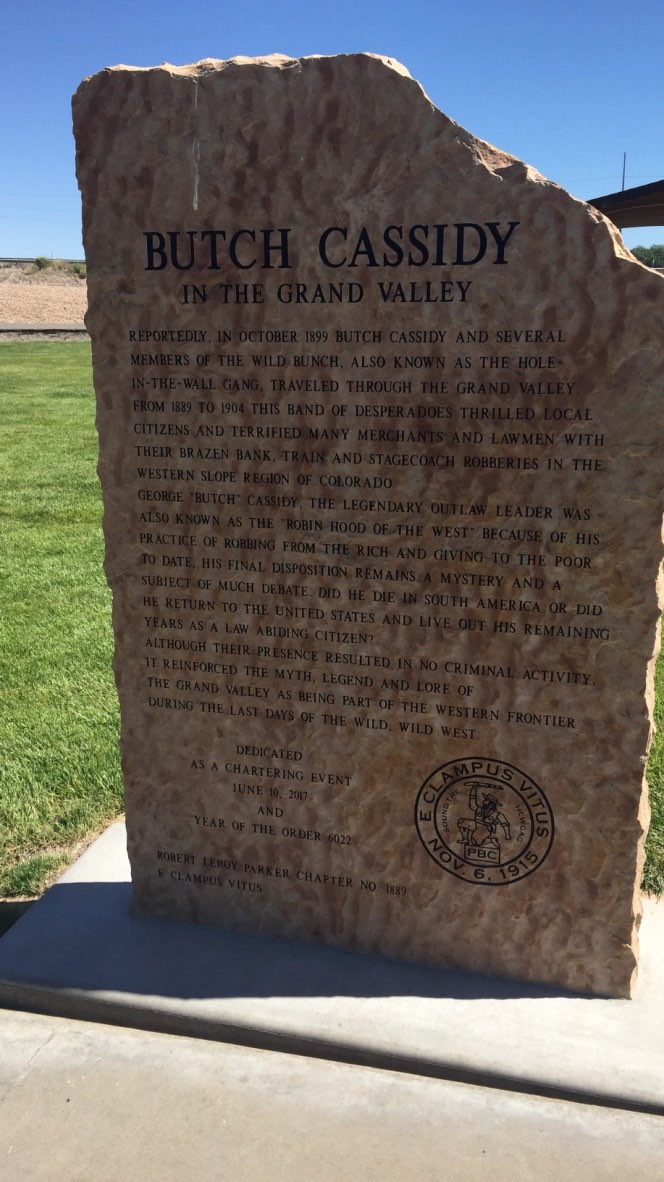 BUTCH CASSIDY
IN THE GRAND VALLEY
REPORTEDLY, IN OCTOBER 1899 BUTCH CASSIDY AND SEVERAL
MEMBERS OF THE WILD BUNCH, ALSO KNOWN AS THE HOLE-
IN-THE-WALL GANG, TRAVELED THROUGH THE GRAND VALLEY.
FROM 1889 TO 1904 THIS BAND OF DESPERADOES THRILLED LOCAL
CITIZENS AND TERRIFIED MANY MERCHANTS AND LAWMEN WITH
THEIR BRAZEN BANK, TRAIN AND STAGECOACH ROBBERIES IN THE
WESTERN SLOPE REGION OF COLORADO.
GEORGE "BUTCH" CASSIDY, THE LEGENDARY OUTLAW LEADER WAS
ALSO KNOWN AS THE "ROBIN HOOD OF THE WEST" BECAUSE OF HIS
PRACTICE OF ROBBING FROM THE RICH AND GIVING TO THE POOR.
TO DATE, HIS FINAL DISPOSITION REMAINS A MYSTERY AND A
SUBJECT OF MUCH DEBATE. DID HE DIE IN SOUTH AMERICA OR DID
HE RETURN TO THE UNITED STATES AND LIVE OUT HIS REMAINING
YEARS AS A LAW ABIDING CITIZEN?
ALTHOUGH THEIR PRESENCE RESULTED IN NO CRIMINAL ACTIVITY,
IT REINFORCED THE MYTH, LEGEND AND LORE OF
THE GRAND VALLEY AS BEING PART OF THE WESTERN FRONTIER
DURING THE LAST DAYS OF THE WILD, WILD WEST.
DEDICATED
AS A CHARTERING EVENT
JUNE 10, 2017
AND
YEAR OF THE ORDER 6022
ROBERT LEROY PARKER CHAPTER NO. 1889
E CLAMPUS VITUS
E CLAMPUS VITUS
SOUND THE HEWGAG
PBC
NOV. 6, 1915